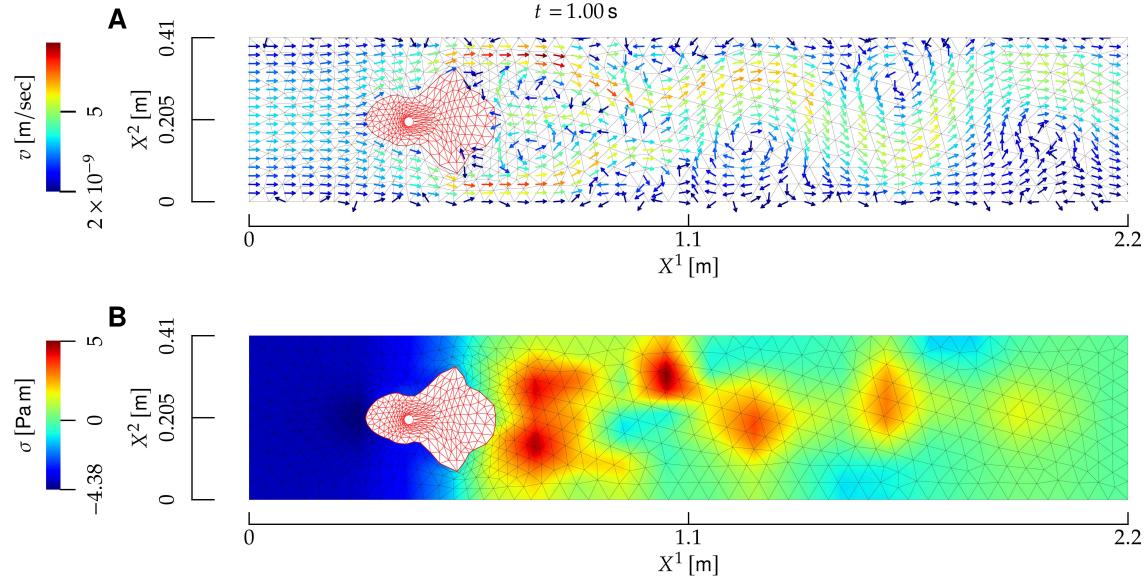 t = 1.00 s
A
v [m/sec]
5
2 × 10⁻⁹
X² [m]
0.41
0.205
0
0
1.1
2.2
X¹ [m]
B
σ [Pa m]
5
0
−4.38
X² [m]
0.41
0.205
0
0
1.1
2.2
X¹ [m]